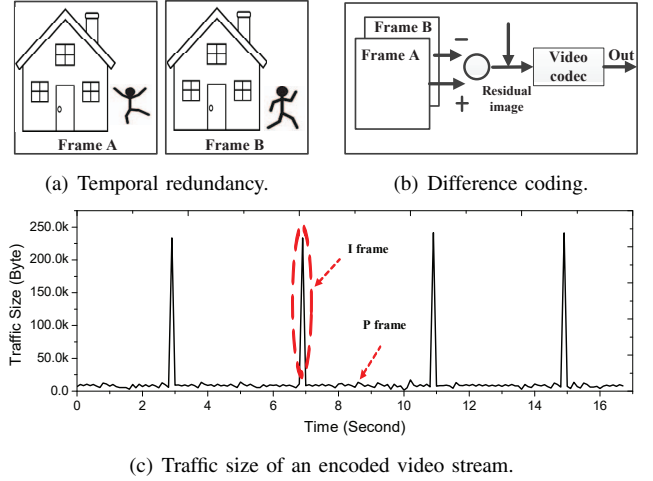 Frame A
Frame B
(a) Temporal redundancy.
Frame B
Frame A
−
+
Residual
image
Video
codec
Out
(b) Difference coding.
Traffic Size (Byte)
250.0k
200.0k
150.0k
100.0k
50.0k
0.0
I frame
P frame
0 2 4 6 8 10 12 14 16
Time (Second)
(c) Traffic size of an encoded video stream.